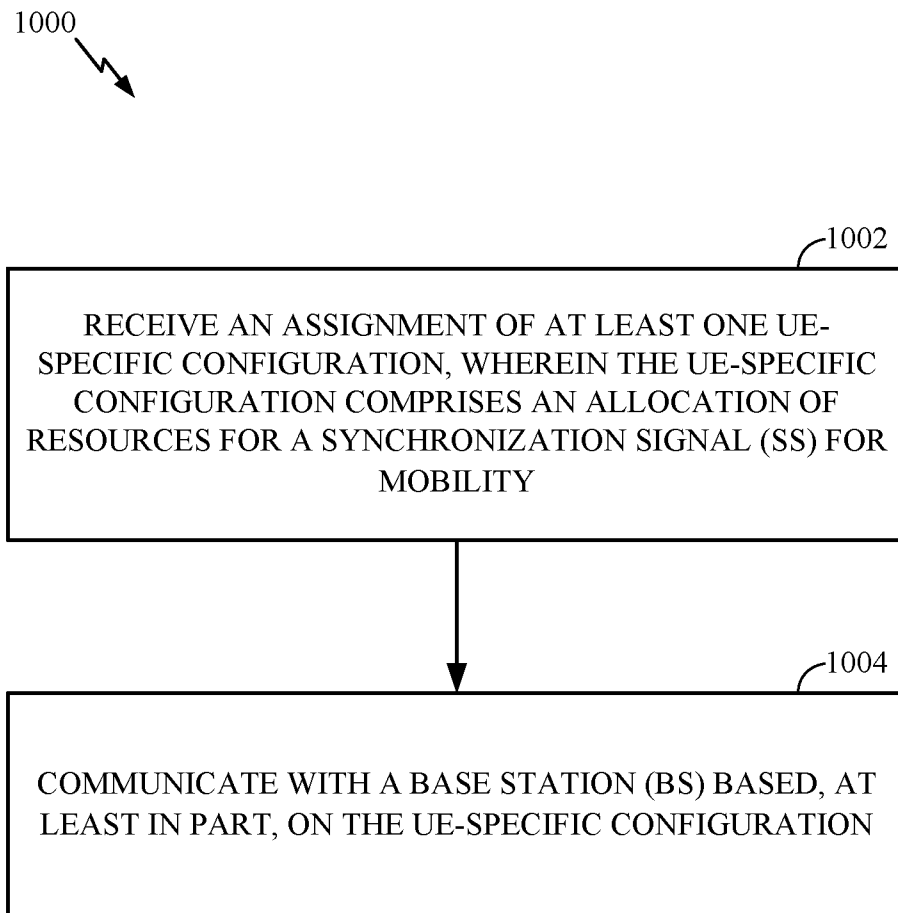 1000
1002
RECEIVE AN ASSIGNMENT OF AT LEAST ONE UE-
SPECIFIC CONFIGURATION, WHEREIN THE UE-SPECIFIC
CONFIGURATION COMPRISES AN ALLOCATION OF
RESOURCES FOR A SYNCHRONIZATION SIGNAL (SS) FOR
MOBILITY
1004
COMMUNICATE WITH A BASE STATION (BS) BASED, AT
LEAST IN PART, ON THE UE-SPECIFIC CONFIGURATION